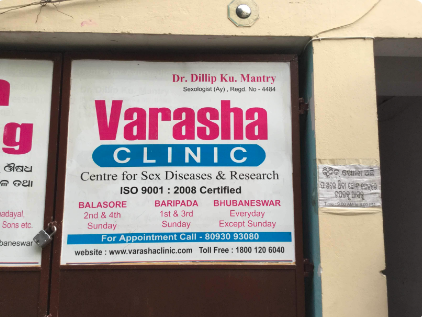 Dr. Dillip Ku. Mantry
Sexologist (Ay), Regd. No - 4484
Varasha
CLINIC
Centre for Sex Diseases & Research
ISO 9001 : 2008 Certified
BALASORE BARIPADA BHUBANESWAR
2nd & 4th 1st & 3rd Everyday
Sunday Sunday Except Sunday
For Appointment Call - 80930 93080
website : www.varashaclinic.com Toll Free : 1800 120 6040
g
ଔଷଧ
ତଥା
Sons etc.